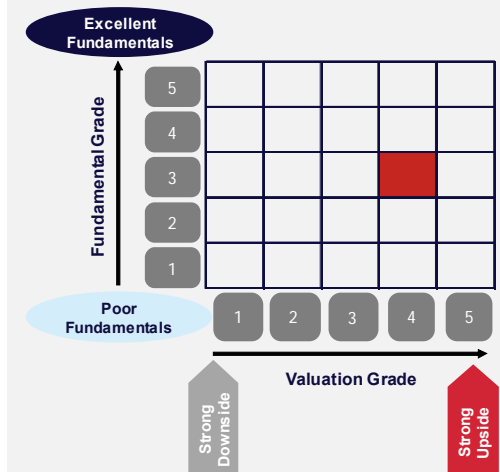 Excellent
Fundamentals
Fundamental Grade
5
4
3
2
1
Poor
Fundamentals
1 2 3 4 5
Valuation Grade
Strong
Downside
Strong
Upside